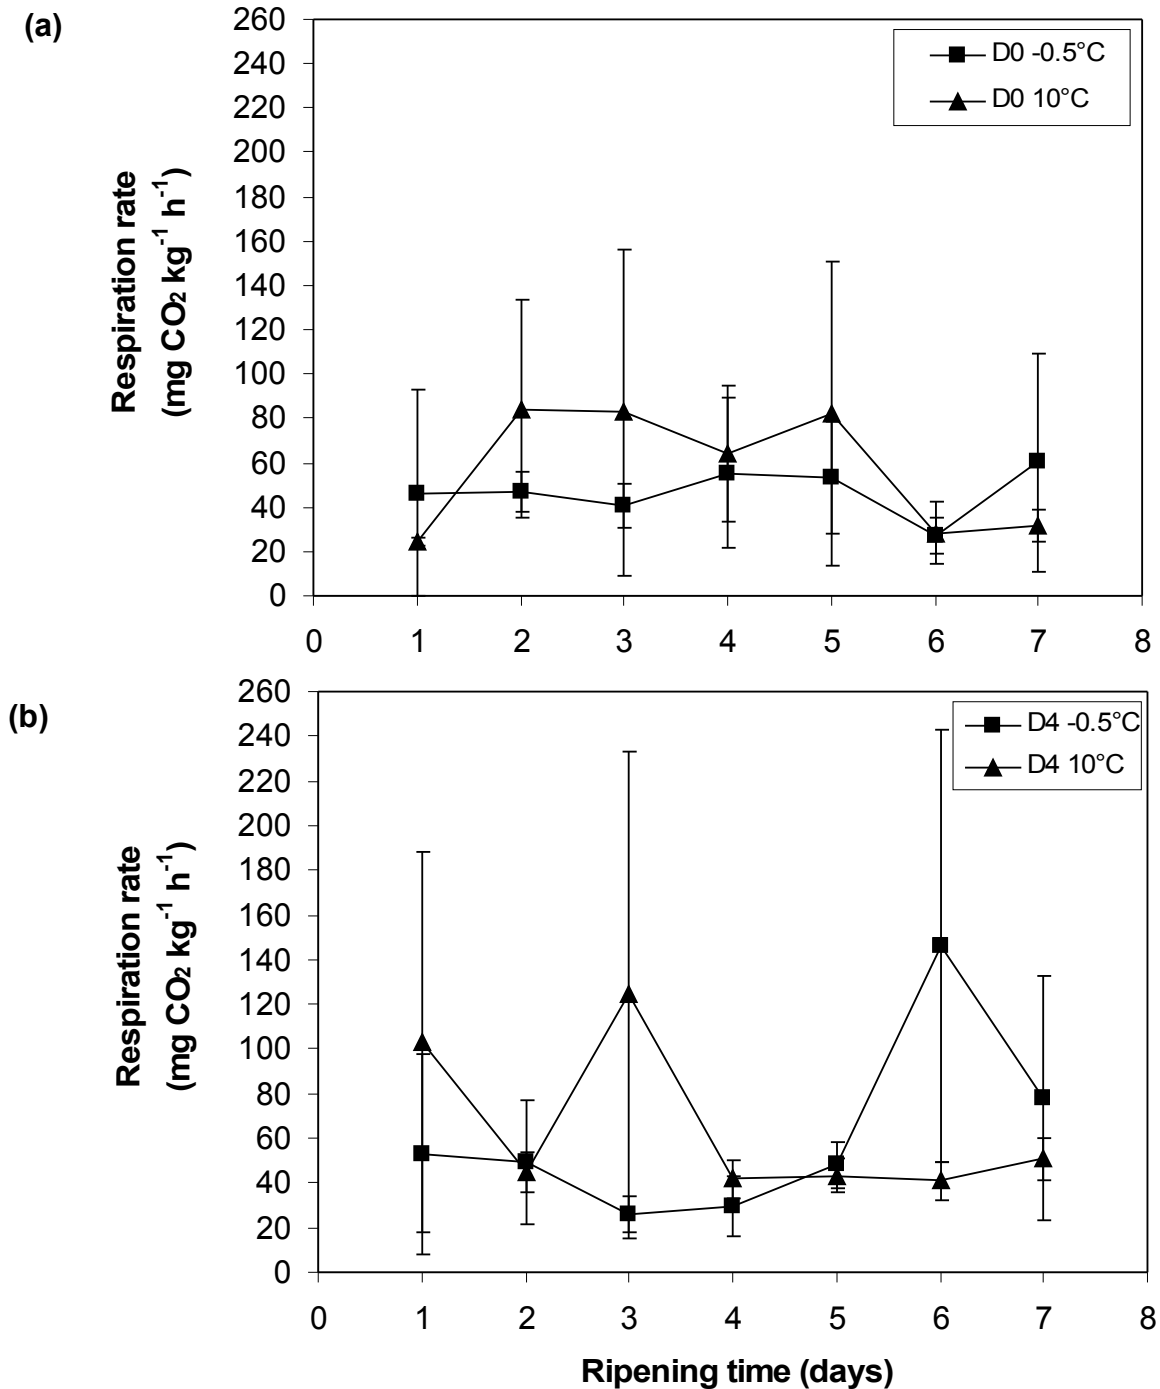 (a)
260
240
220
200
180
160
140
120
100
80
60
40
20
0
Respiration rate
(mg CO₂ kg⁻¹ h⁻¹)
D0 -0.5°C
D0 10°C
0 1 2 3 4 5 6 7 8
(b)
260
240
220
200
180
160
140
120
100
80
60
40
20
0
Respiration rate
(mg CO₂ kg⁻¹ h⁻¹)
D4 -0.5°C
D4 10°C
0 1 2 3 4 5 6 7 8
Ripening time (days)